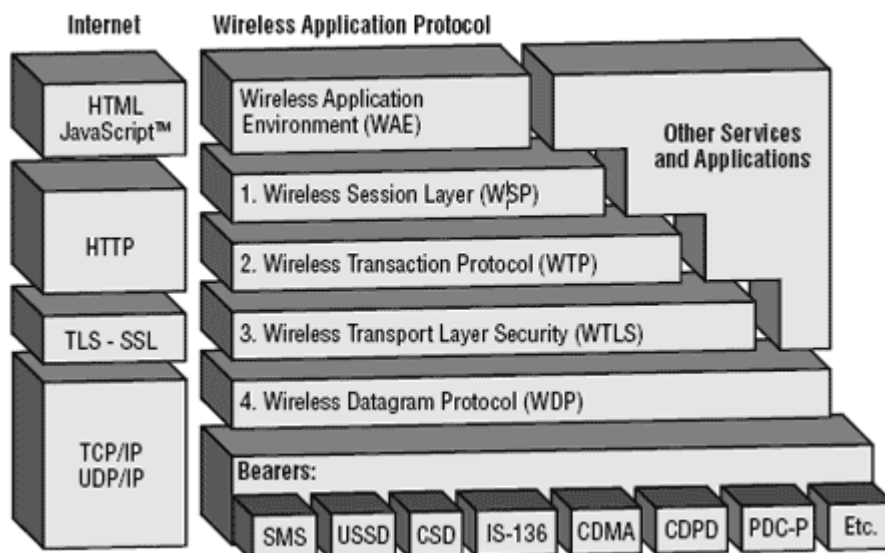 Internet
Wireless Application Protocol
HTML
JavaScript™
HTTP
TLS - SSL
TCP/IP
UDP/IP
Wireless Application
Environment (WAE)
1. Wireless Session Layer (WSP)
2. Wireless Transaction Protocol (WTP)
3. Wireless Transport Layer Security (WTLS)
4. Wireless Datagram Protocol (WDP)
Other Services
and Applications
Bearers:
SMS
USSD
CSD
IS-136
CDMA
CDPD
PDC-P
Etc.